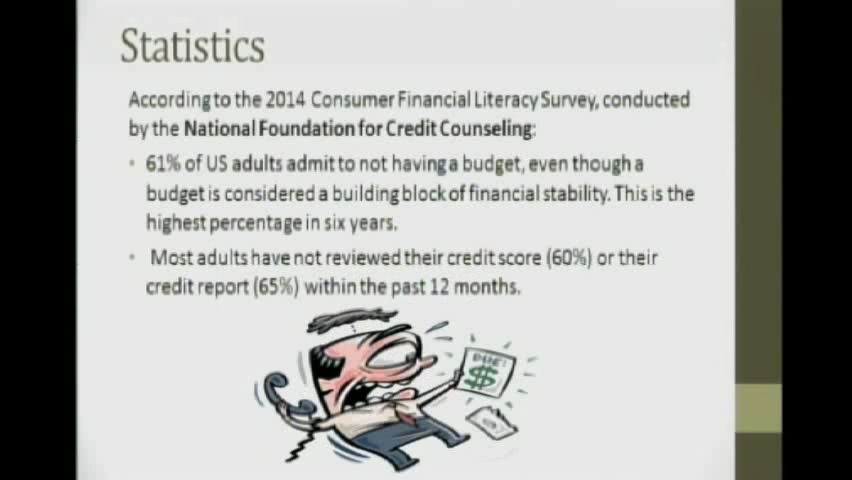 Statistics
According to the 2014 Consumer Financial Literacy Survey, conducted
by the National Foundation for Credit Counseling:
• 61% of US adults admit to not having a budget, even though a
budget is considered a building block of financial stability. This is the
highest percentage in six years.
• Most adults have not reviewed their credit score (60%) or their
credit report (65%) within the past 12 months.
$